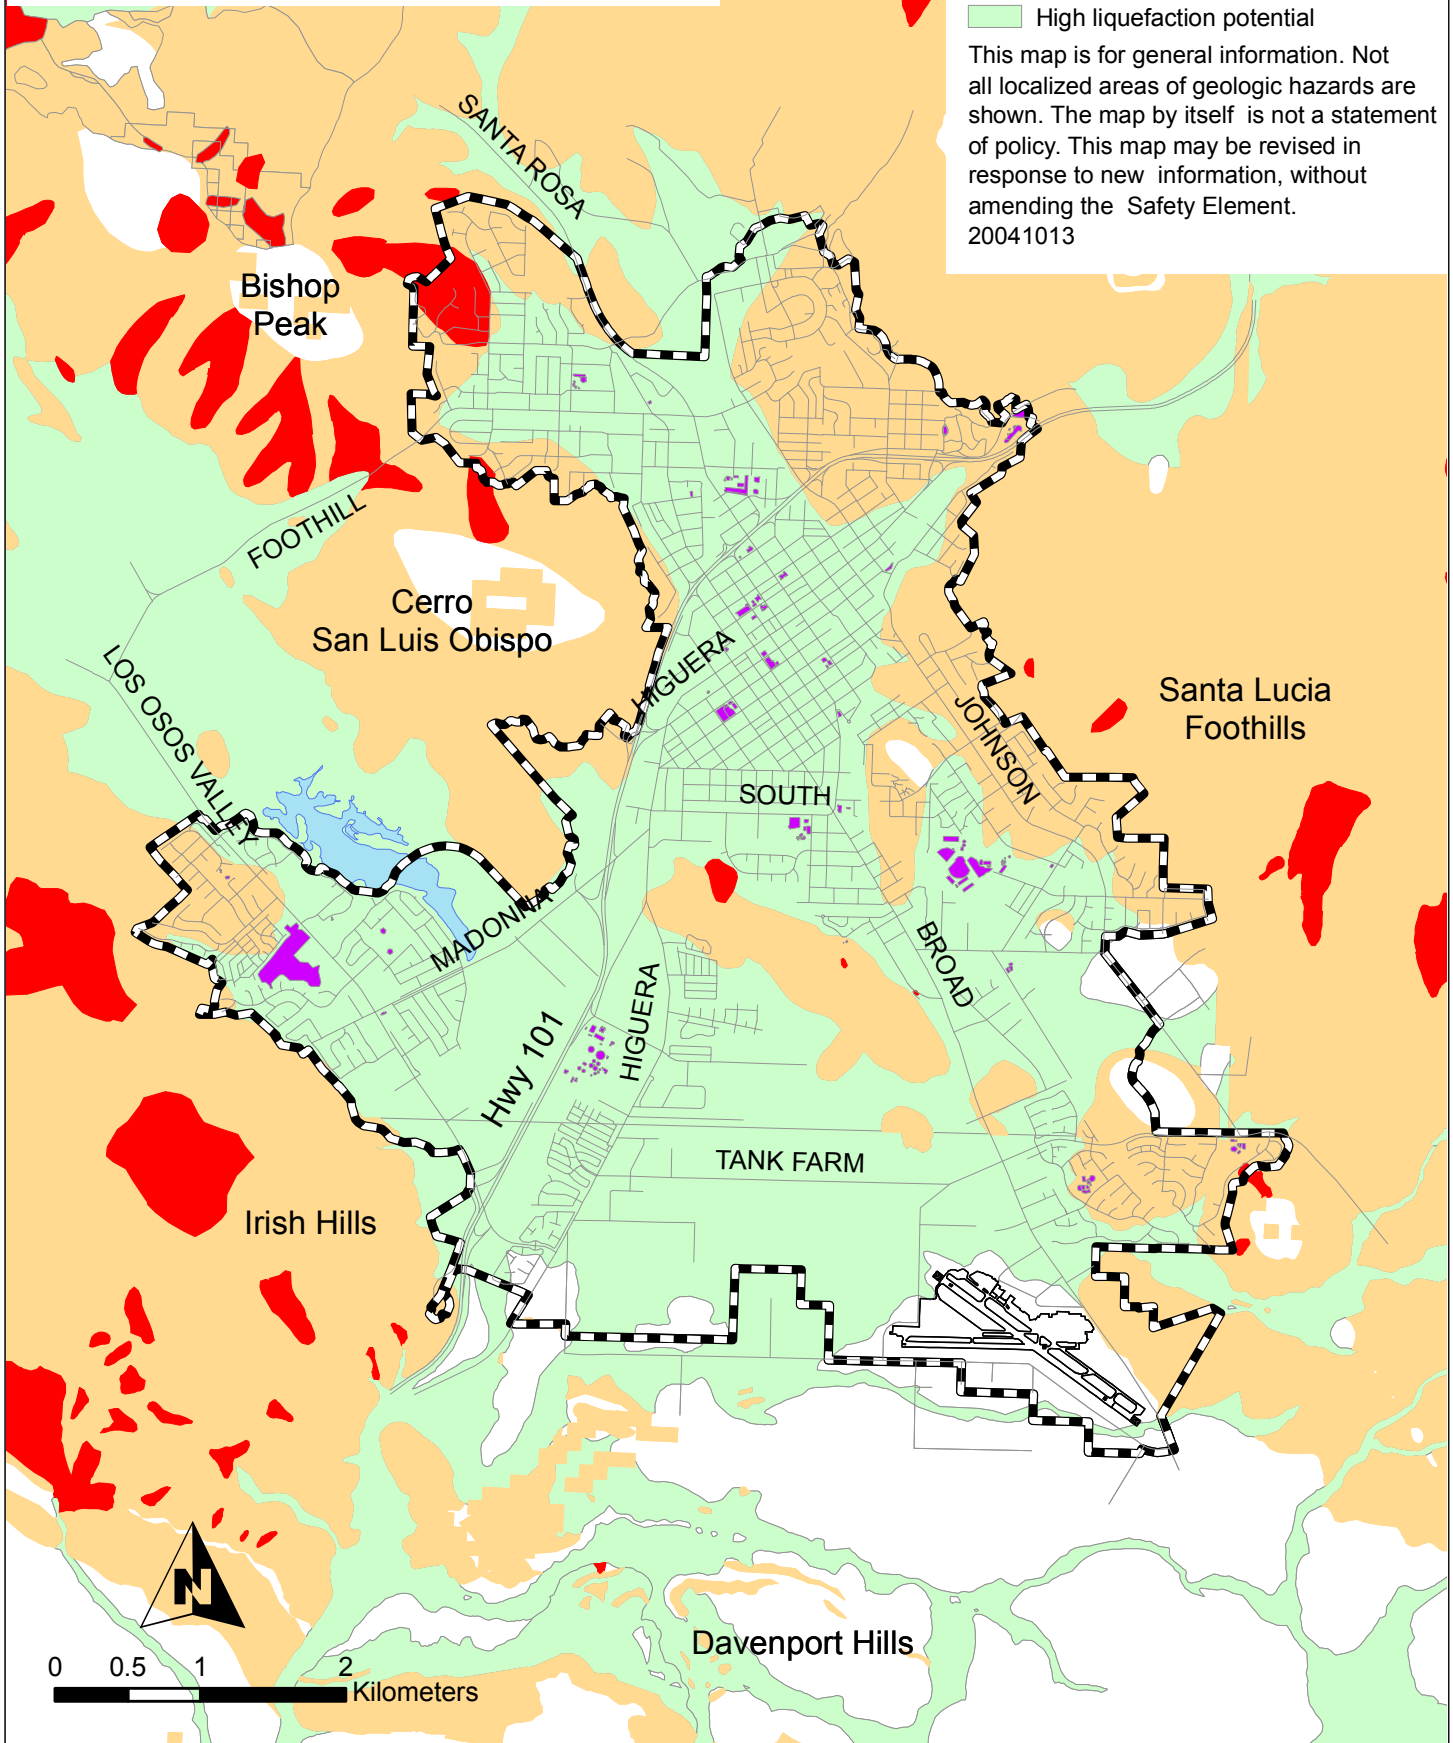 High liquefaction potential
This map is for general information. Not
all localized areas of geologic hazards are
shown. The map by itself is not a statement
of policy. This map may be revised in
response to new information, without
amending the Safety Element.
20041013
SANTA ROSA
Bishop
Peak
FOOTHILL
Cerro
San Luis Obispo
HIGUERA
LOS OSOS VALLEY
JOHNSON
Santa Lucia
Foothills
SOUTH
MADONNA
BROAD
HIGUERA
Hwy 101
TANK FARM
Irish Hills
N
Davenport Hills
0 0.5 1 2
Kilometers